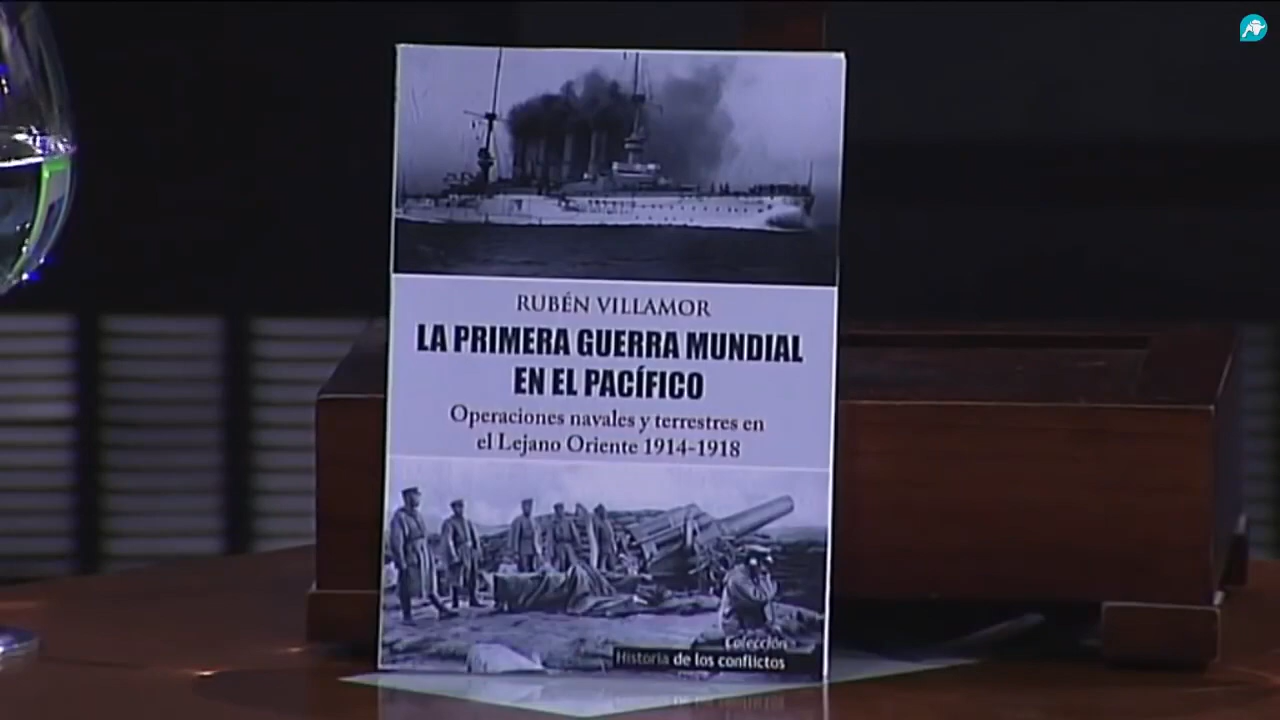 RUBÉN VILLAMOR
LA PRIMERA GUERRA MUNDIAL
EN EL PACÍFICO
Operaciones navales y terrestres en
el Lejano Oriente 1914-1918
Colección
Historia de los conflictos